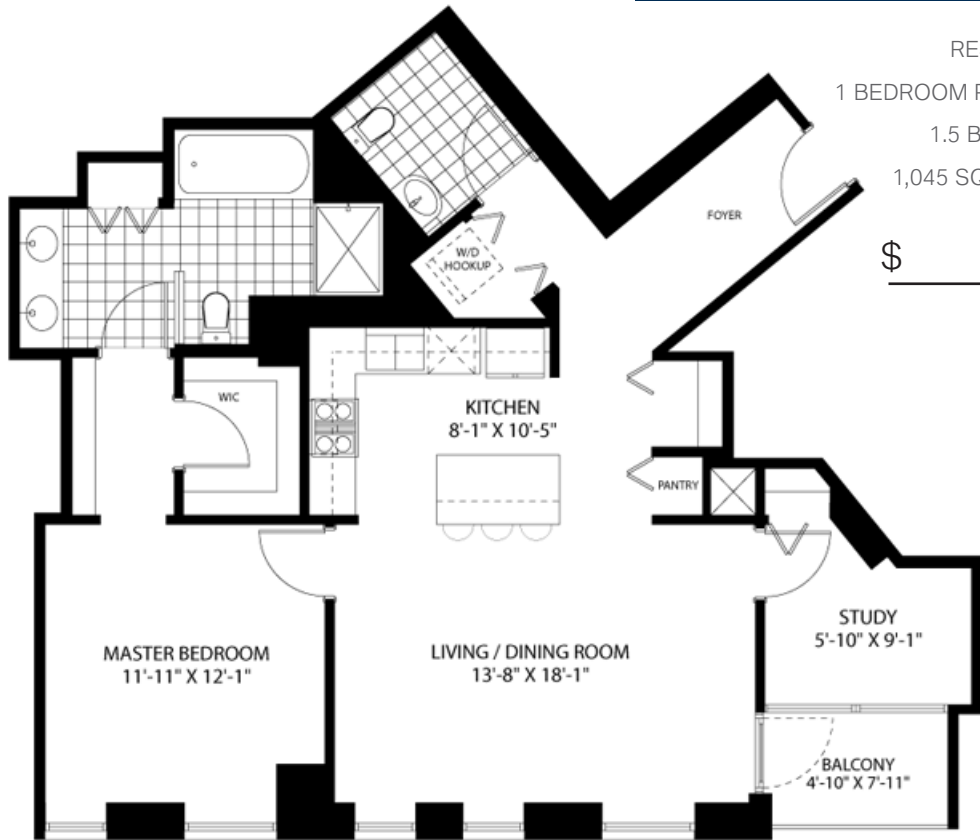 RE
1 BEDROOM
1.5 B
1,045 SQ
$
FOYER
W/D
HOOKUP
WIC
KITCHEN
8'-1" X 10'-5"
PANTRY
STUDY
5'-10" X 9'-1"
MASTER BEDROOM
11'-11" X 12'-1"
LIVING / DINING ROOM
13'-8" X 18'-1"
BALCONY
4'-10" X 7'-11"